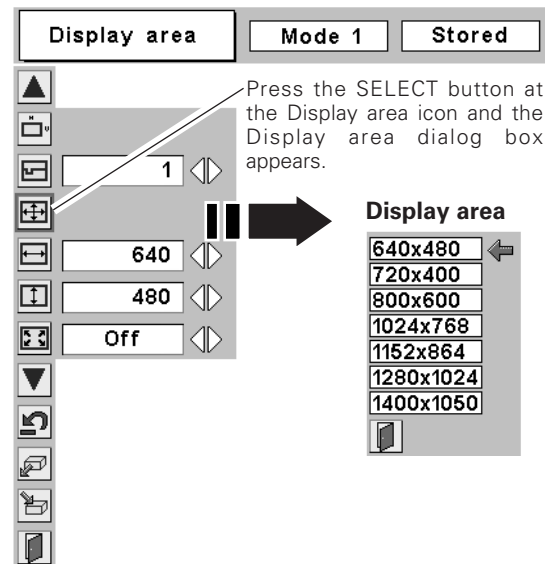 Display area
Mode 1
Stored
Press the SELECT button at
the Display area icon and the
Display area dialog box
appears.
H
V
1
640
480
Off
Display area
640x480
720x400
800x600
1024x768
1152x864
1280x1024
1400x1050